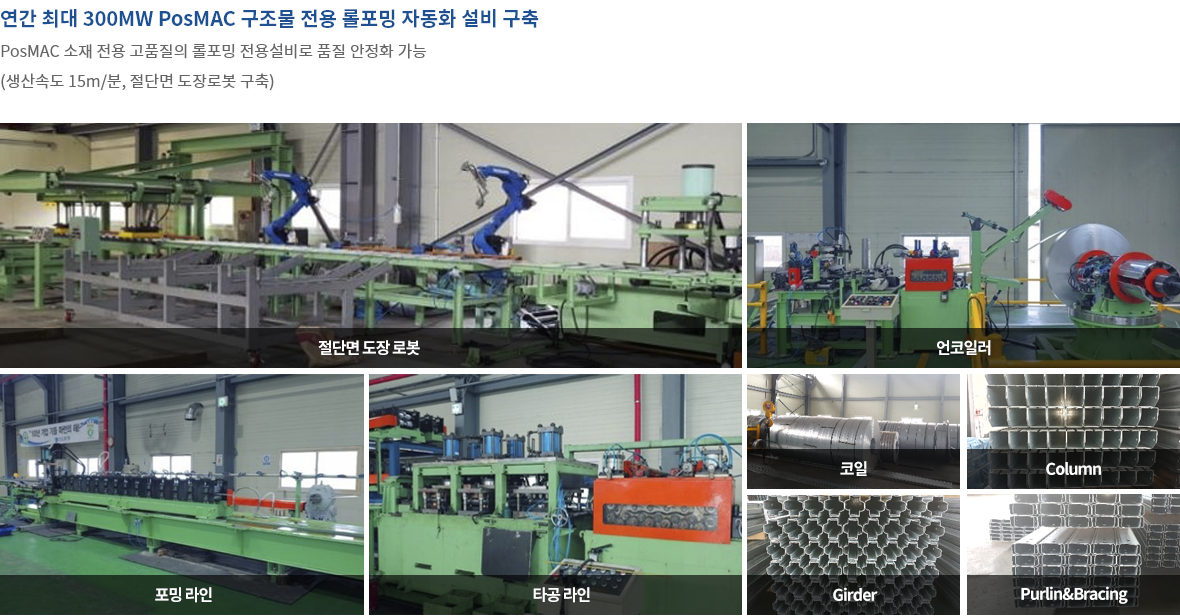 연간 최대 300MW PosMAC 구조물 전용 롤포밍 자동화 설비 구축
PosMAC 소재 전용 고품질의 롤포밍 전용설비로 품질 안정화 가능
(생산속도 15m/분, 절단면 도장로봇 구축)
절단면 도장 로봇
언코일러
코일
Column
포밍 라인
타공 라인
Girder
Purlin&Bracing